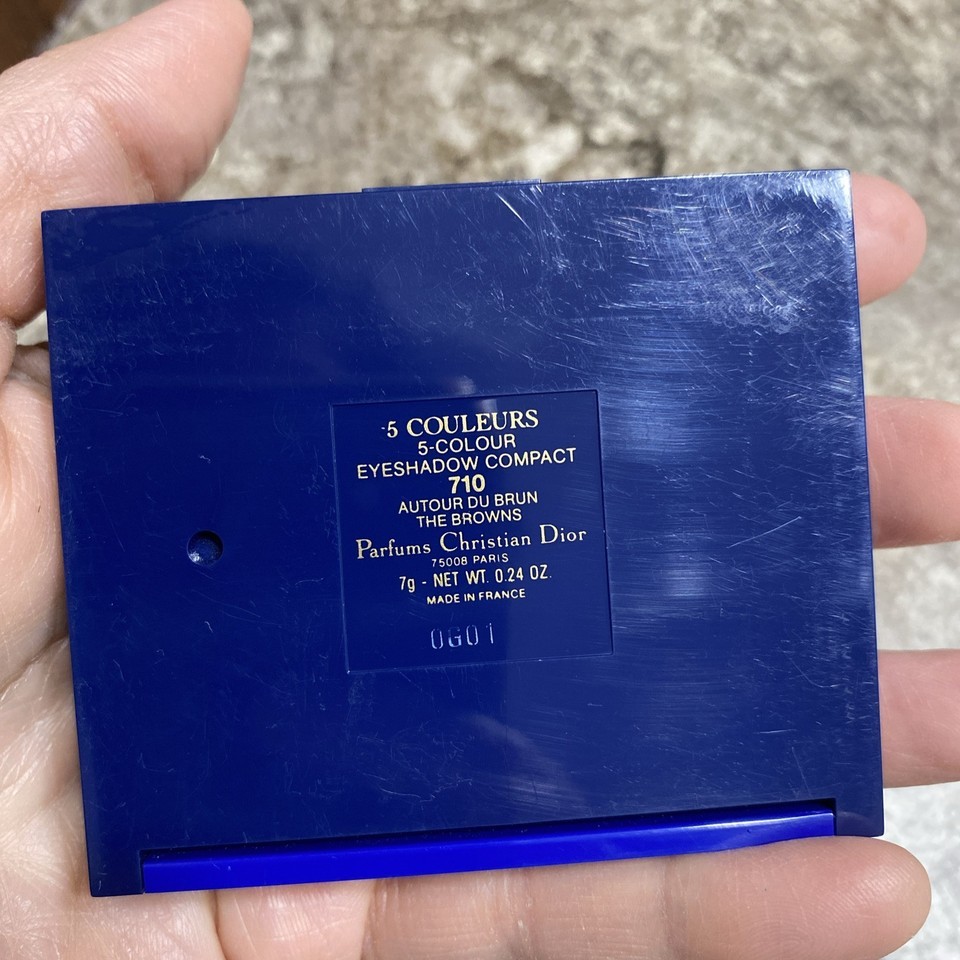 5 COULEURS
5-COLOUR
EYESHADOW COMPACT
710
AUTOUR DU BRUN
THE BROWNS
Parfums Christian Dior
75008 PARIS
7g - NET WT. 0.24 OZ.
MADE IN FRANCE
0G01